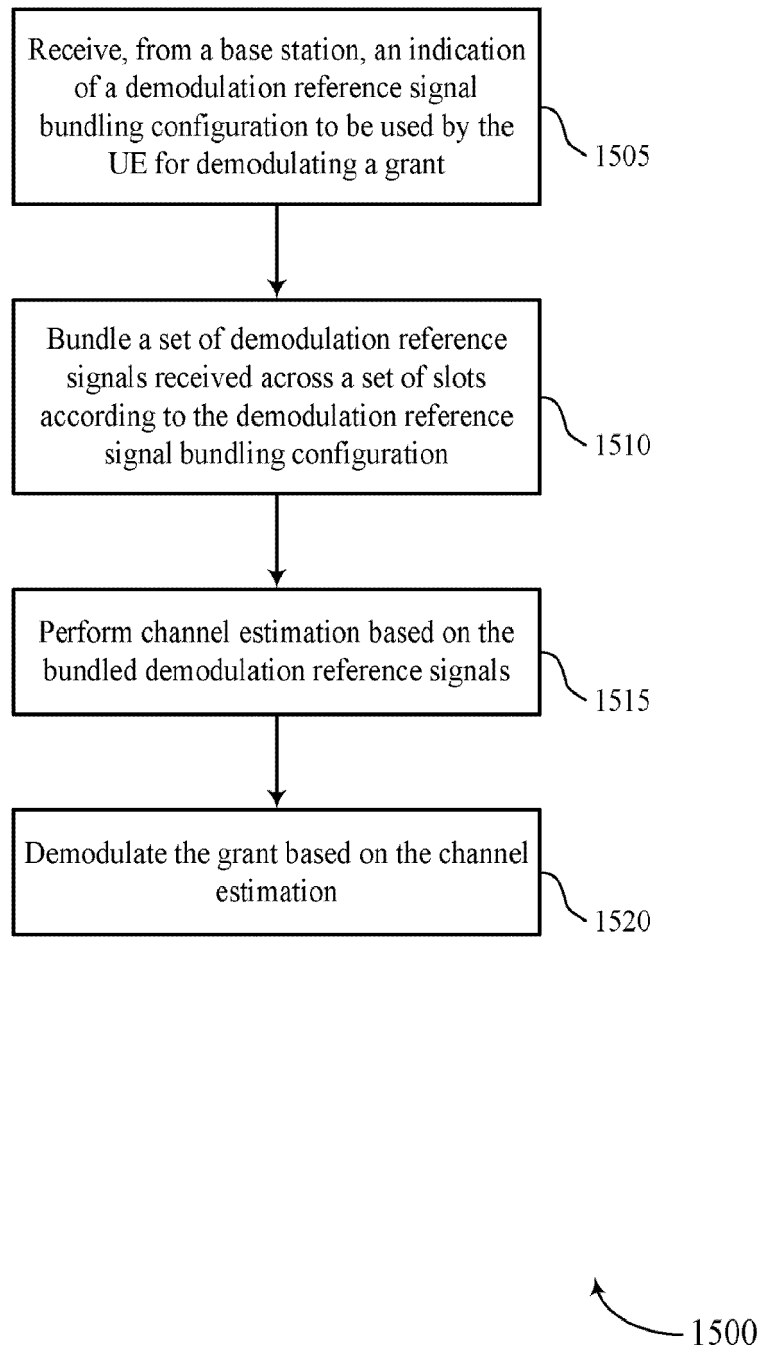 Receive, from a base station, an indication
of a demodulation reference signal
bundling configuration to be used by the
UE for demodulating a grant
1505
Bundle a set of demodulation reference
signals received across a set of slots
according to the demodulation reference
signal bundling configuration
1510
Perform channel estimation based on the
bundled demodulation reference signals
1515
Demodulate the grant based on the channel
estimation
1520
1500